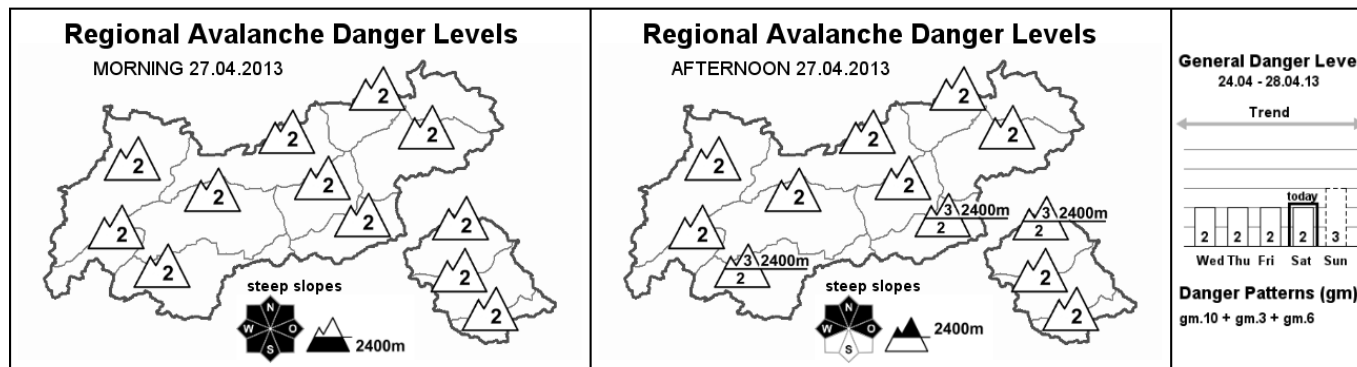 Regional Avalanche Danger Levels
MORNING 27.04.2013
2
2
2
2
2
2
2
2
2
2
2
2
steep slopes
N
W O
S
2400m
Regional Avalanche Danger Levels
AFTERNOON 27.04.2013
2
2
2
2
2
2
3 2400m
2
3 2400m
2
2
3 2400m
2
2
2
steep slopes
N
W O
S
2400m
General Danger Leve
24.04 - 28.04.13
Trend
today
2 2 2 2 3
Wed Thu Fri Sat Sun
Danger Patterns (gm)
gm.10 + gm.3 + gm.6